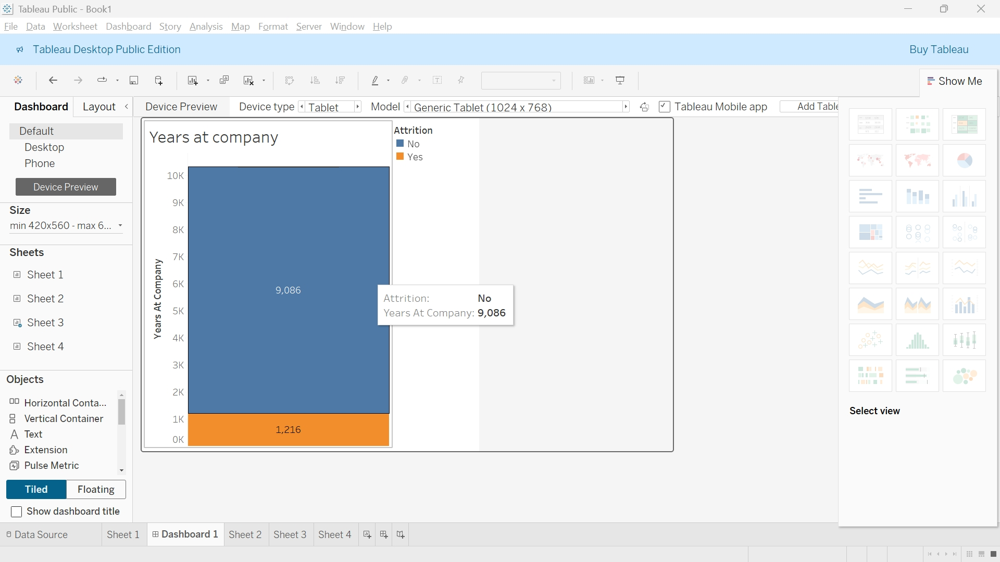 Tableau Public - Book1
File Data Worksheet Dashboard Story Analysis Map Format Server Window Help
Tableau Desktop Public Edition
Buy Tableau
Show Me
Dashboard Layout
Device Preview Device type Tablet Model Generic Tablet (1024 x 768) Tableau Mobile app Add Table
Default
Desktop
Phone
Device Preview
Size
min 420x560 - max 6...
Sheets
Sheet 1
Sheet 2
Sheet 3
Sheet 4
Objects
Horizontal Conta...
Vertical Container
Text
Extension
Pulse Metric
Tiled Floating
Show dashboard title
Years at company
Years At Company
10K
9K
8K
7K
6K
5K
4K
3K
2K
1K
0K
9,086
1,216
Attrition
No
Yes
Attrition: No
Years At Company: 9,086
Select view
Data Source Sheet 1 Dashboard 1 Sheet 2 Sheet 3 Sheet 4